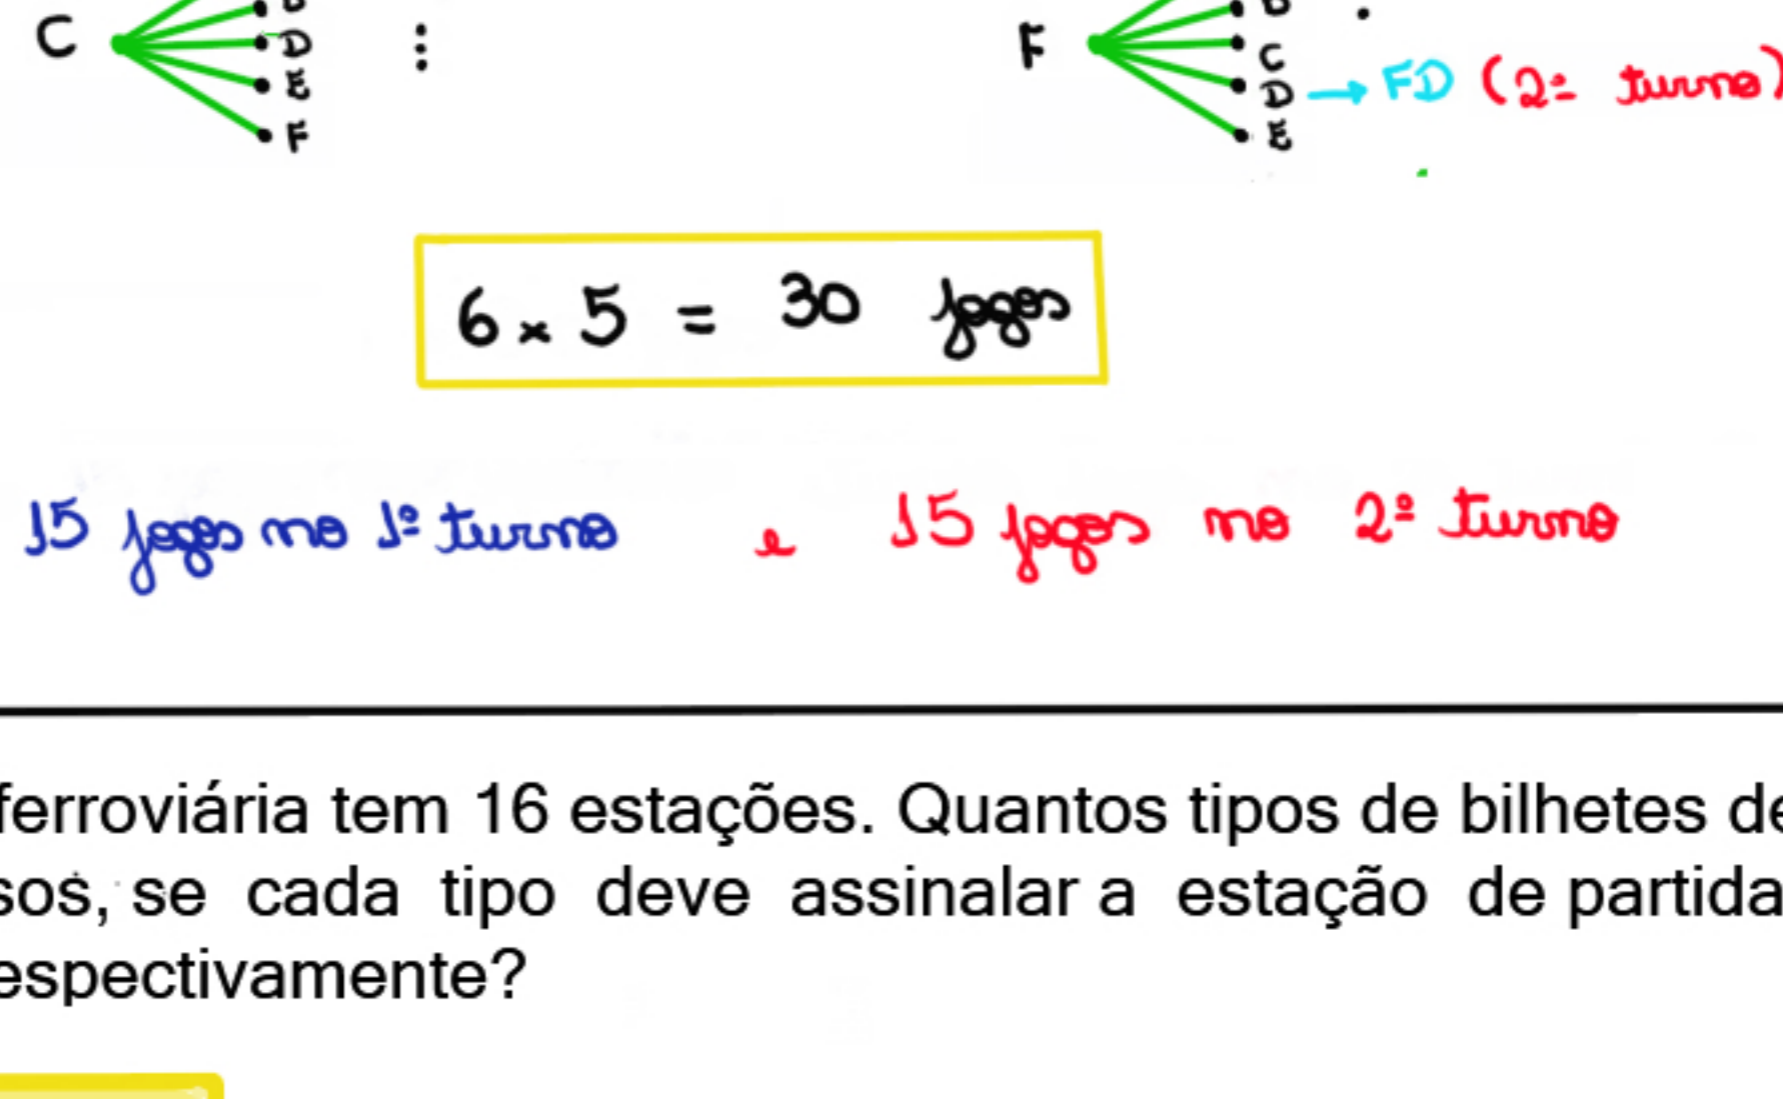 C
D
E
F
F
C
D → FD (2º turno)
E
6 x 5 = 30 jogos
15 jogos no 1º turno e 15 jogos no 2º turno
ferroviária tem 16 estações. Quantos tipos de bilhetes de
sos, se cada tipo deve assinalar a estação de partida
espectivamente?